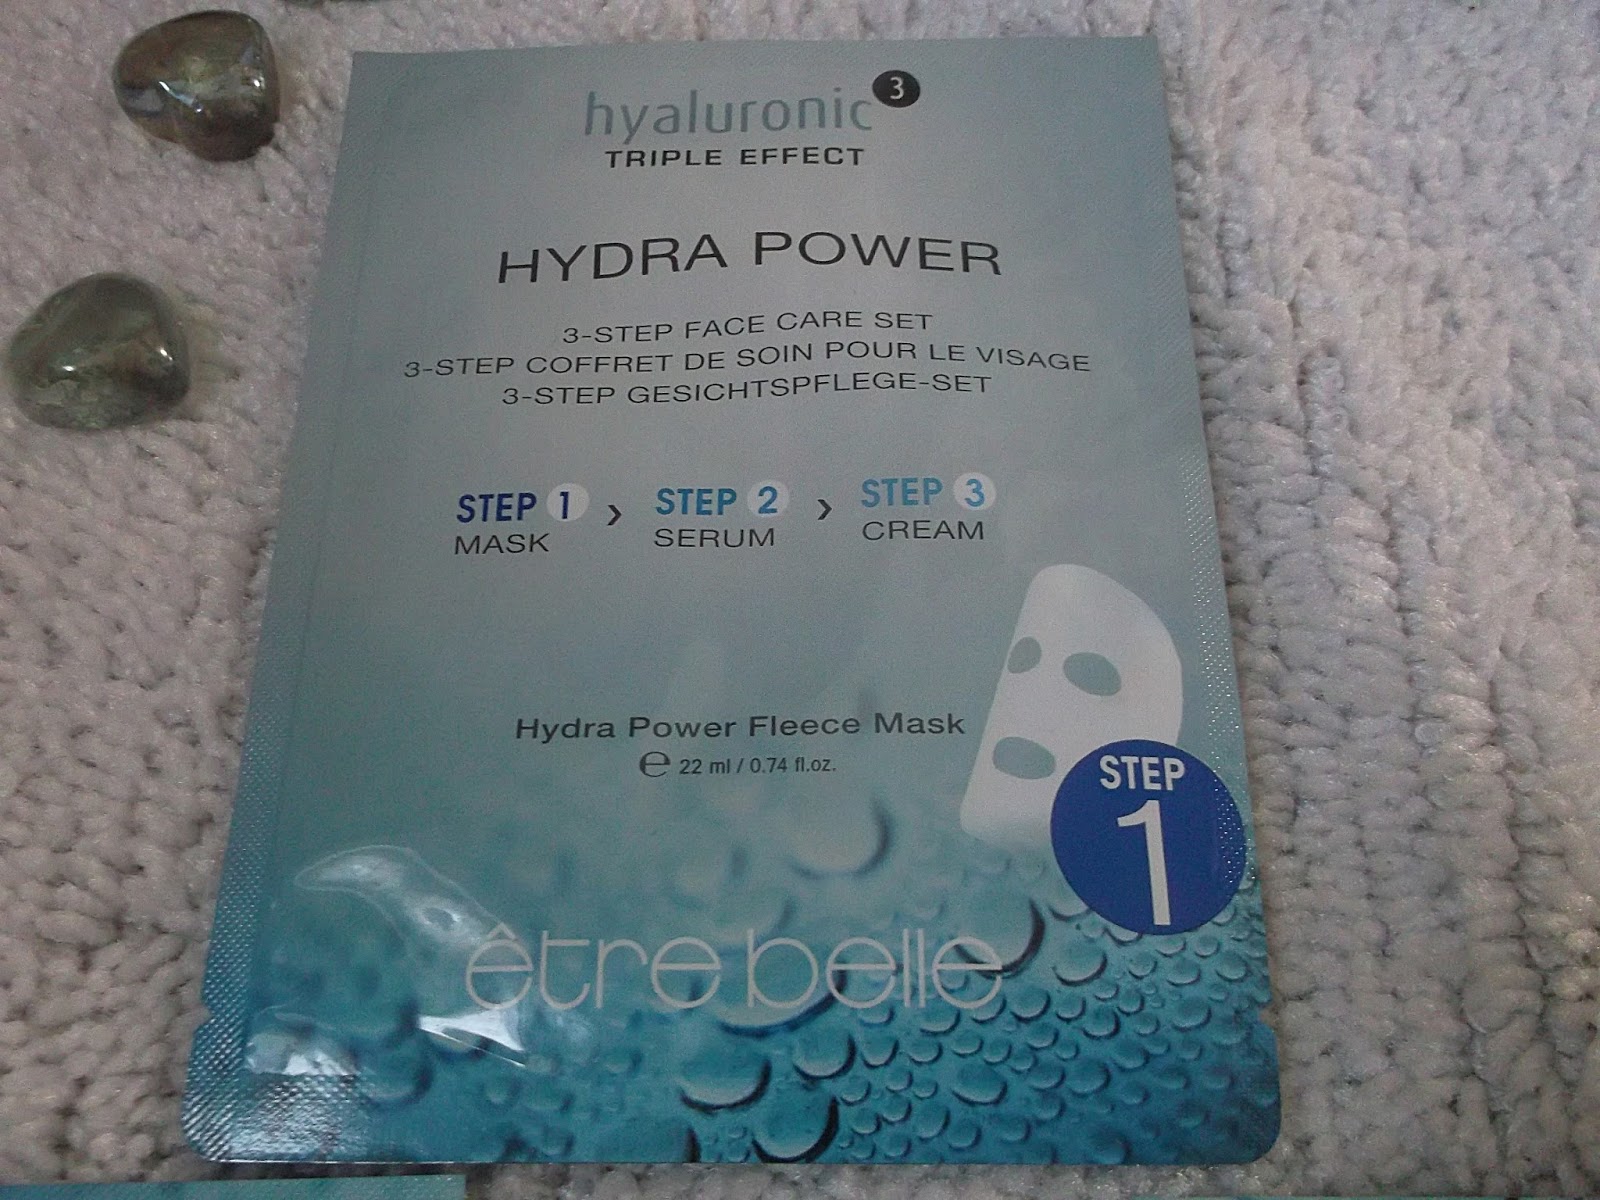 hyaluronic 3
TRIPLE EFFECT
HYDRA POWER
3-STEP FACE CARE SET
3-STEP COFFRET DE SOIN POUR LE VISAGE
3-STEP GESICHTSPFLEGE-SET
STEP 1 › STEP 2 › STEP 3
MASK SERUM CREAM
Hydra Power Fleece Mask
℮ 22 ml / 0.74 fl.oz.
STEP
1
être belle